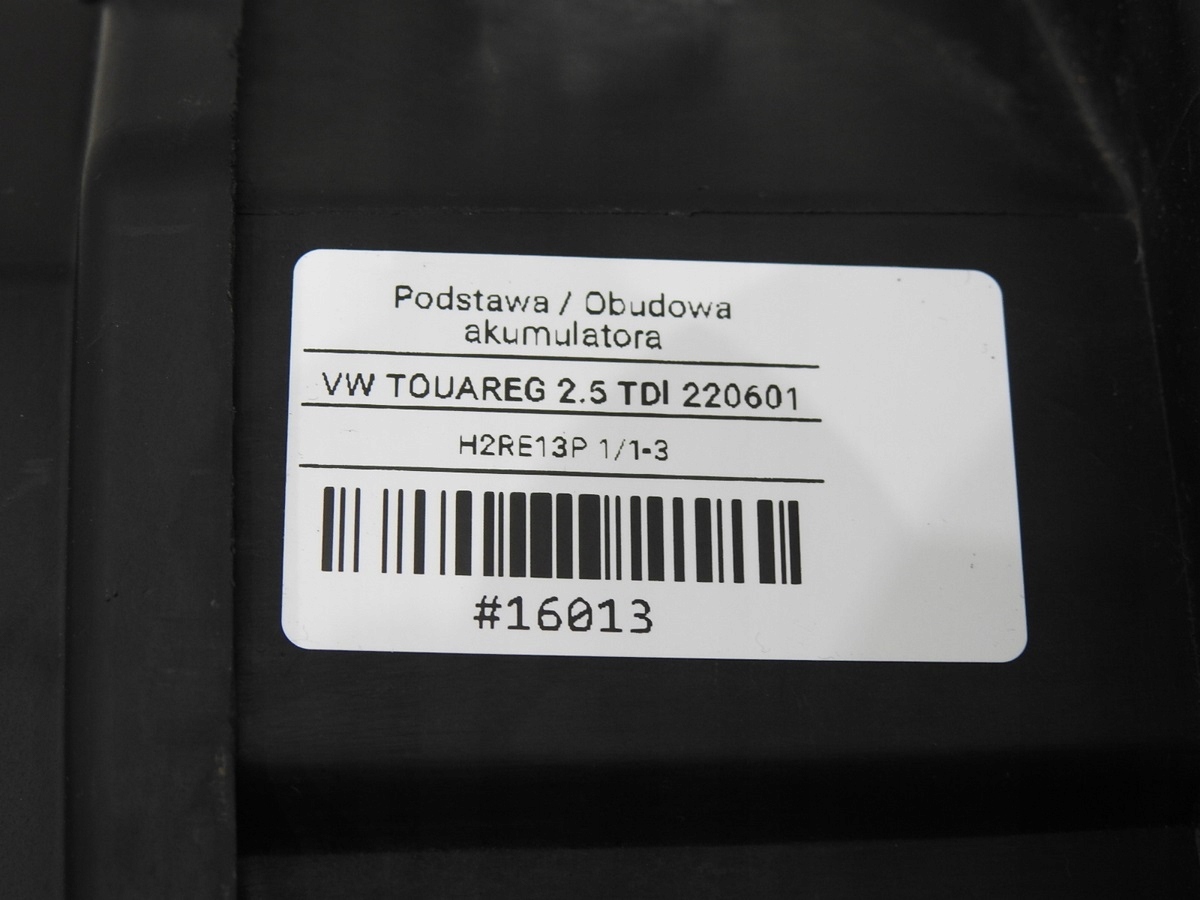 Podstawa / Obudowa
akumulatora
VW TOUAREG 2.5 TDI 220601
H2RE13P 1/1-3
#16013